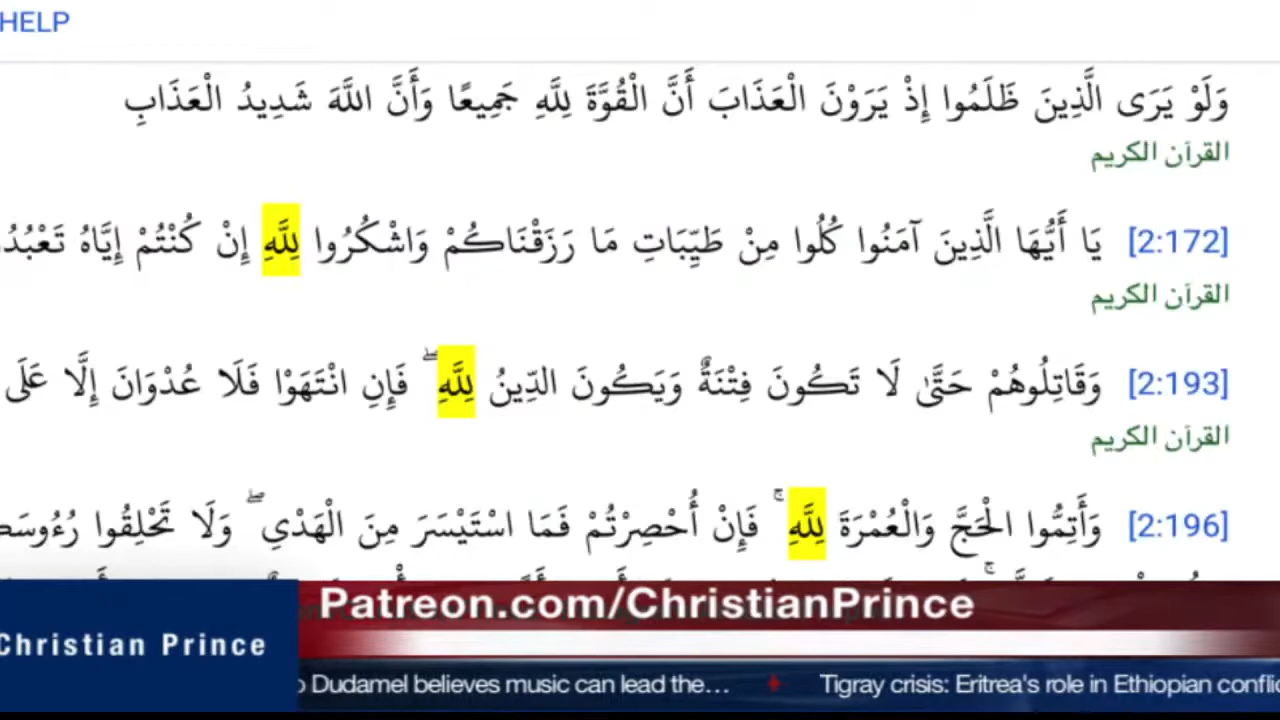 HELP
وَلَوْ يَرَى الَّذِينَ ظَلَمُوا إِذْ يَرَوْنَ الْعَذَابَ أَنَّ الْقُوَّةَ لِلَّهِ جَمِيعًا وَأَنَّ اللَّهَ شَدِيدُ الْعَذَابِ
القرآن الكريم
[2:172] يَا أَيُّهَا الَّذِينَ آمَنُوا كُلُوا مِنْ طَيِّبَاتِ مَا رَزَقْنَاكُمْ وَاشْكُرُوا لِلَّهِ إِنْ كُنْتُمْ إِيَّاهُ تَعْبُدُ
القرآن الكريم
[2:193] وَقَاتِلُوهُمْ حَتَّىٰ لَا تَكُونَ فِتْنَةٌ وَيَكُونَ الدِّينُ لِلَّهِ ۖ فَإِنِ انْتَهَوْا فَلَا عُدْوَانَ إِلَّا عَلَى
القرآن الكريم
[2:196] وَأَتِمُّوا الْحَجَّ وَالْعُمْرَةَ لِلَّهِ ۚ فَإِنْ أُحْصِرْتُمْ فَمَا اسْتَيْسَرَ مِنَ الْهَدْيِ ۖ وَلَا تَحْلِقُوا رُءُوسَ
Patreon.com/ChristianPrince
Christian Prince
Dudamel believes music can lead the... Tigray crisis: Eritrea's role in Ethiopian conflic